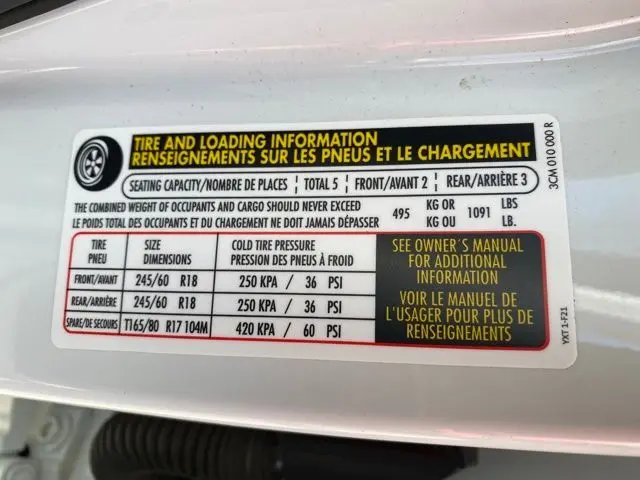 TIRE AND LOADING INFORMATION
RENSEIGNEMENTS SUR LES PNEUS ET LE CHARGEMENT
SEATING CAPACITY/NOMBRE DE PLACES | TOTAL 5 | FRONT/AVANT 2 | REAR/ARRIÈRE 3
THE COMBINED WEIGHT OF OCCUPANTS AND CARGO SHOULD NEVER EXCEED 495 KG OR 1091 LBS
LE POIDS TOTAL DES OCCUPANTS ET DU CHARGEMENT NE DOIT JAMAIS DÉPASSER KG OU LB.
TIRE SIZE COLD TIRE PRESSURE
PNEU DIMENSIONS PRESSION DES PNEUS À FROID
FRONT/AVANT 245/60 R18 250 KPA / 36 PSI
REAR/ARRIÈRE 245/60 R18 250 KPA / 36 PSI
SPARE/DE SECOURS T165/80 R17 104M 420 KPA / 60 PSI
SEE OWNER'S MANUAL
FOR ADDITIONAL
INFORMATION
VOIR LE MANUEL DE
L'USAGER POUR PLUS DE
RENSEIGNEMENTS
3CM 010 000 R
YXT 1-F21